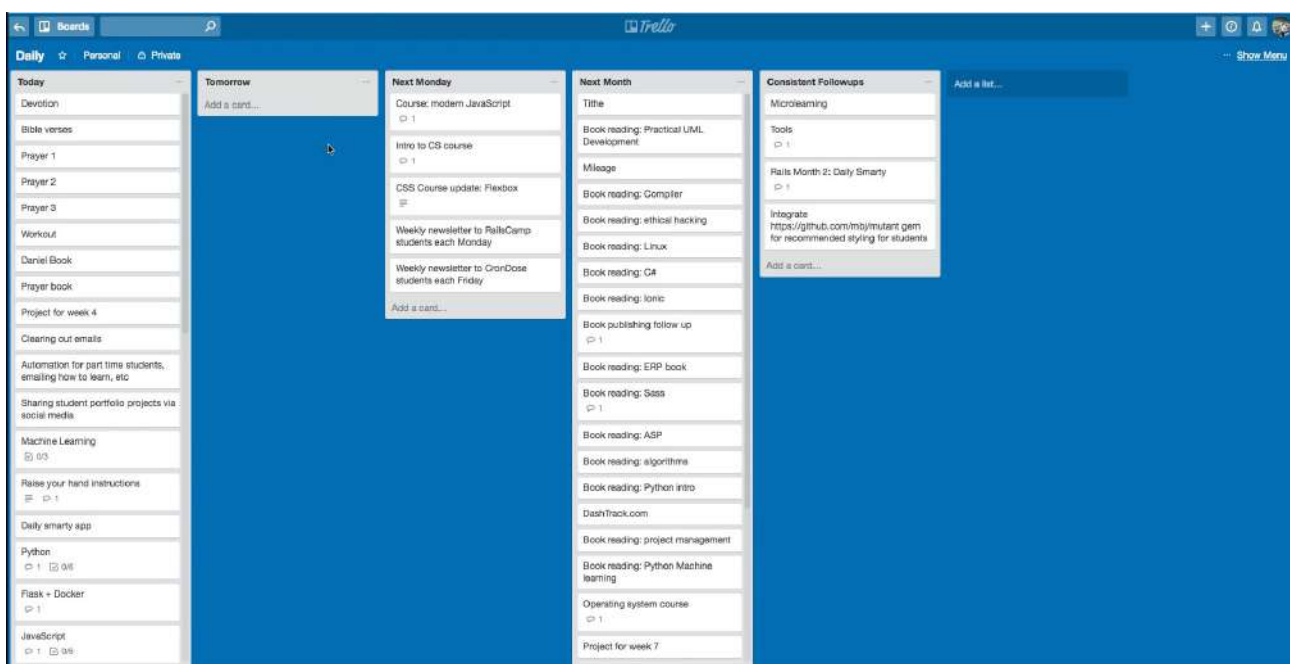 Boards
Trello
Daily
Personal
Private
Show Menu
Today
Devotion
Bible verses
Prayer 1
Prayer 2
Prayer 3
Workout
Daniel Book
Prayer book
Project for week 4
Clearing out emails
Automation for part time students,
emailing how to learn, etc
Sharing student portfolio projects via
social media
Machine Learning
0/3
Raise your hand instructions
1
Daily smarty app
Python
1 0/6
Flask + Docker
1
JavaScript
1 0/6
Tomorrow
Add a card...
Next Monday
Course: modern JavaScript
1
Intro to CS course
1
CSS Course update: Flexbox
Weekly newsletter to RailsCamp
students each Monday
Weekly newsletter to CronDose
students each Friday
Add a card...
Next Month
Tithe
Book reading: Practical UML
Development
Mileage
Book reading: Compiler
Book reading: ethical hacking
Book reading: Linux
Book reading: C#
Book reading: Ionic
Book publishing follow up
1
Book reading: ERP book
Book reading: Sass
1
Book reading: ASP
Book reading: algorithms
Book reading: Python intro
DashTrack.com
Book reading: project management
Book reading: Python Machine
learning
Operating system course
1
Project for week 7
Consistent Followups
Microlearning
Tools
1
Rails Month 2: Daily Smarty
1
Integrate
https://github.com/mbj/mutant gem
for recommended styling for students
Add a card...
Add a list...